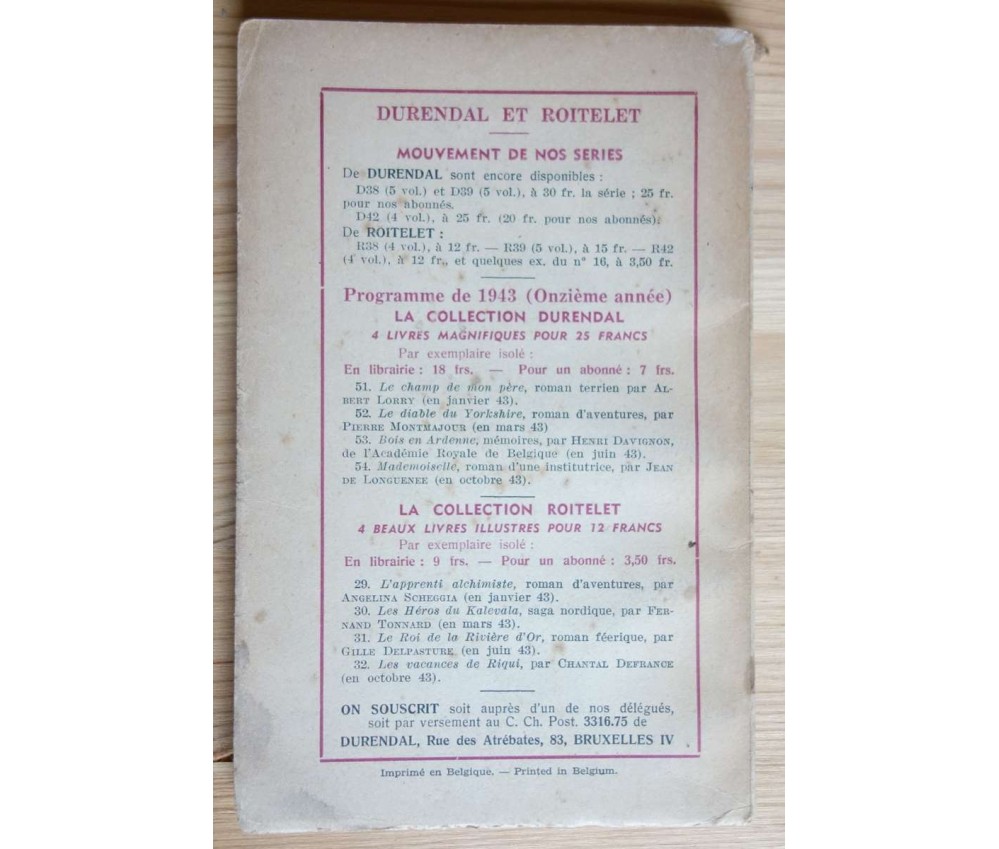 DURENDAL ET ROITELET
MOUVEMENT DE NOS SERIES
De DURENDAL sont encore disponibles :
D38 (5 vol.) et D39 (5 vol.), à 30 fr. la série ; 25 fr.
pour nos abonnés.
D42 (4 vol.), à 25 fr. (20 fr. pour nos abonnés).
De ROITELET :
R38 (4 vol.), à 12 fr. — R39 (5 vol.), à 15 fr. — R42
(4 vol.), à 12 fr., et quelques ex. du n° 16, à 3,50 fr.
Programme de 1943 (Onzième année)
LA COLLECTION DURENDAL
4 LIVRES MAGNIFIQUES POUR 25 FRANCS
Par exemplaire isolé :
En librairie : 18 frs. — Pour un abonné : 7 frs.
51. Le champ de mon père, roman terrien par AL-
BERT LORRY (en janvier 43).
52. Le diable du Yorkshire, roman d'aventures, par
PIERRE MONTMAJOUR (en mars 43)
53. Bois en Ardenne, mémoires, par HENRI DAVIGNON,
de l'Académie Royale de Belgique (en juin 43).
54. Mademoiselle, roman d'une institutrice, par JEAN
DE LONGUENEE (en octobre 43).
LA COLLECTION ROITELET
4 BEAUX LIVRES ILLUSTRES POUR 12 FRANCS
Par exemplaire isolé :
En librairie : 9 frs. — Pour un abonné : 3,50 frs.
29. L'apprenti alchimiste, roman d'aventures, par
ANGELINA SCHEGGIA (en janvier 43).
30. Les Héros du Kalevala, saga nordique, par FER-
NAND TONNARD (en mars 43).
31. Le Roi de la Rivière d'Or, roman féerique, par
GILLE DELPASTURE (en juin 43).
32. Les vacances de Riqui, par CHANTAL DEFRANCE
(en octobre 43).
ON SOUSCRIT soit auprès d'un de nos délégués,
soit par versement au C. Ch. Post. 3316.75 de
DURENDAL, Rue des Atrébates, 83, BRUXELLES IV
Imprimé en Belgique. — Printed in Belgium.